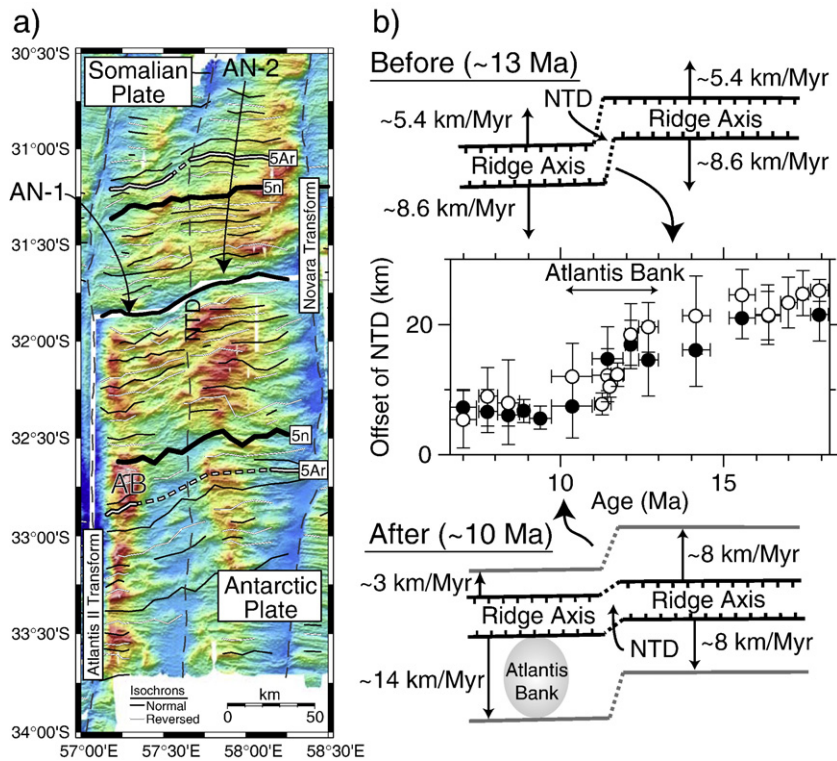 a)
30°30'S
31°00'S
31°30'S
32°00'S
32°30'S
33°00'S
33°30'S
34°00'S
57°00'E
57°30'E
58°00'E
58°30'E
Somalian
Plate
AN-2
AN-1
5Ar
5n
Novara Transform
NTD
5n
5Ar
AB
Atlantis II Transform
Antarctic
Plate
Isochrons
Normal
Reversed
km
0
50
b)
Before (~13 Ma)
NTD
~5.4 km/Myr
~5.4 km/Myr
Ridge Axis
Ridge Axis
~8.6 km/Myr
~8.6 km/Myr
Atlantis Bank
Offset of NTD (km)
20
0
10
15
Age (Ma)
After (~10 Ma)
~3 km/Myr
~8 km/Myr
Ridge Axis
Ridge Axis
~14 km/Myr
Atlantis
Bank
NTD
~8 km/Myr